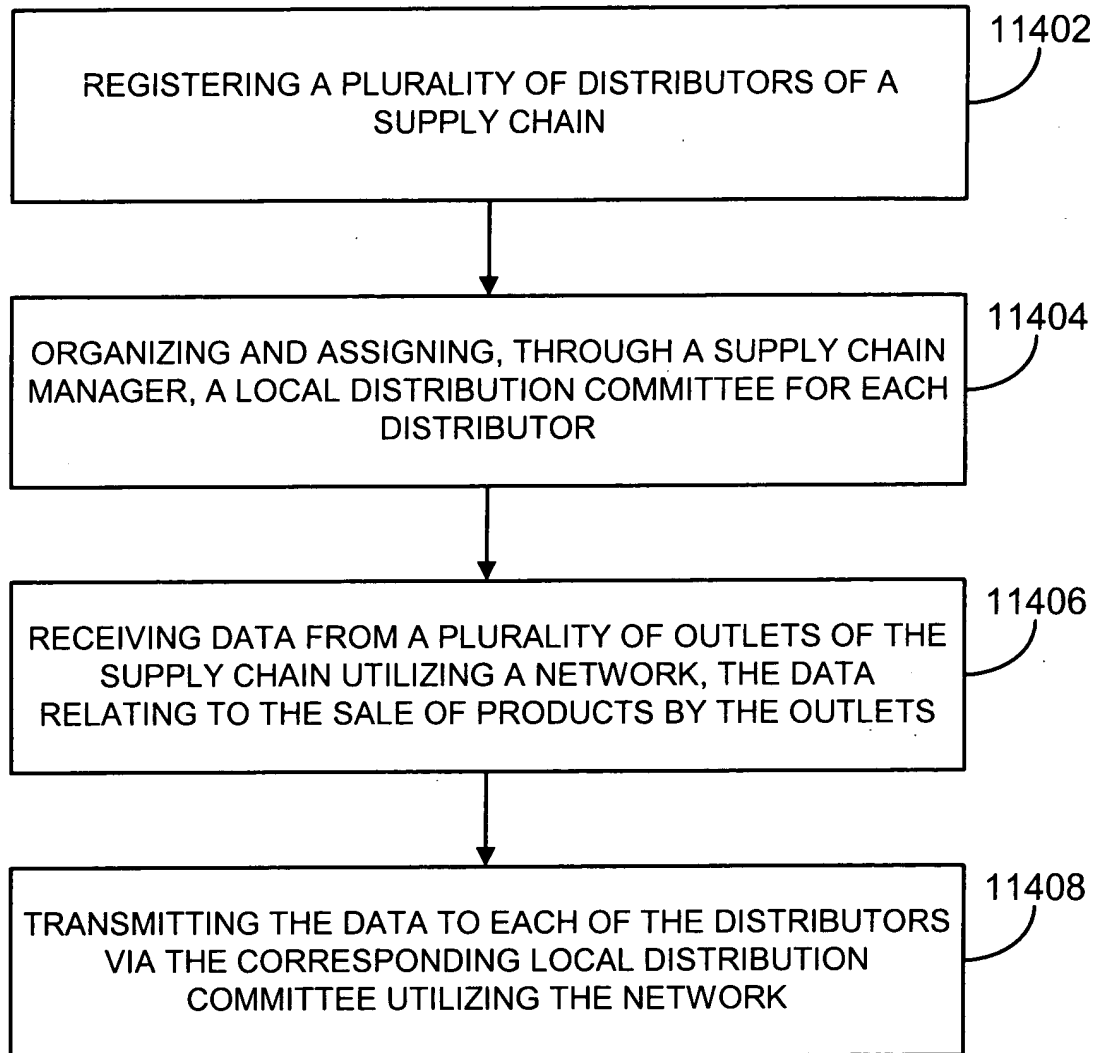 11402
REGISTERING A PLURALITY OF DISTRIBUTORS OF A
SUPPLY CHAIN
11404
ORGANIZING AND ASSIGNING, THROUGH A SUPPLY CHAIN
MANAGER, A LOCAL DISTRIBUTION COMMITTEE FOR EACH
DISTRIBUTOR
11406
RECEIVING DATA FROM A PLURALITY OF OUTLETS OF THE
SUPPLY CHAIN UTILIZING A NETWORK, THE DATA
RELATING TO THE SALE OF PRODUCTS BY THE OUTLETS
11408
TRANSMITTING THE DATA TO EACH OF THE DISTRIBUTORS
VIA THE CORRESPONDING LOCAL DISTRIBUTION
COMMITTEE UTILIZING THE NETWORK